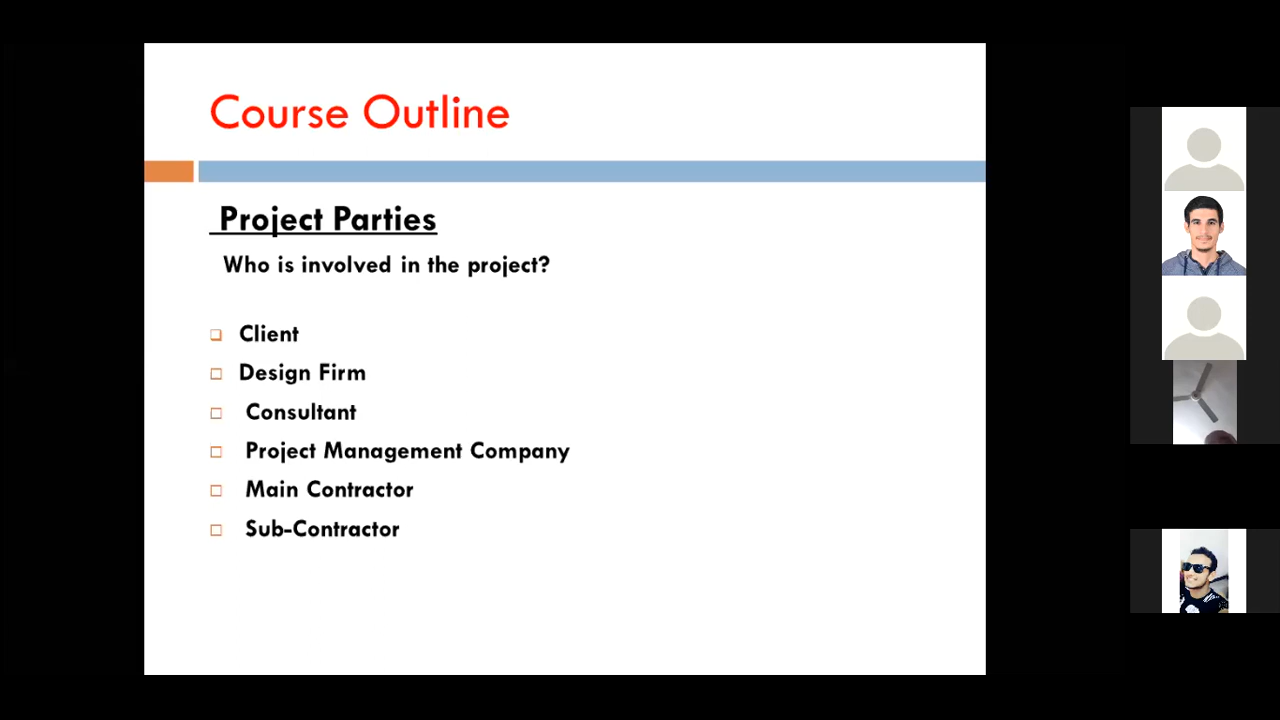 Course Outline
Project Parties
Who is involved in the project?
Client
Design Firm
Consultant
Project Management Company
Main Contractor
Sub-Contractor